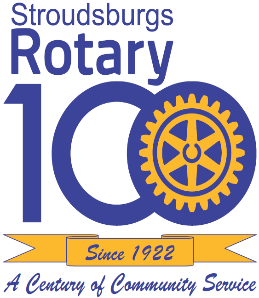 Stroudsburgs
Rotary
100
Since 1922
A Century of Community Service